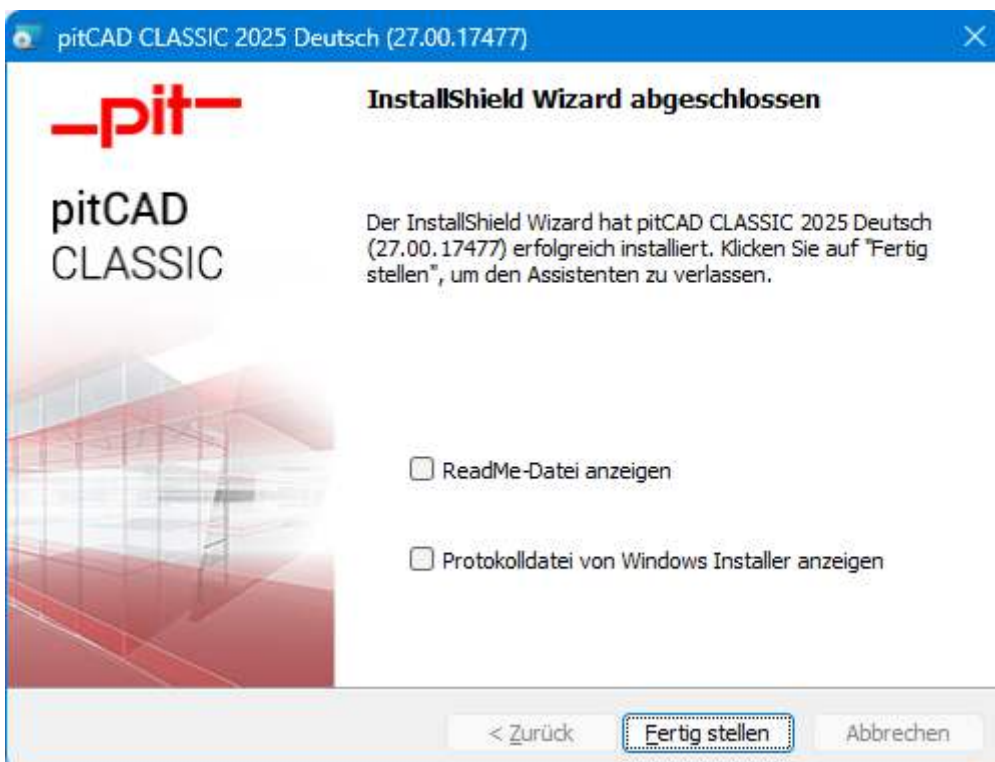 pitCAD CLASSIC 2025 Deutsch (27.00.17477)
pit
pitCAD
CLASSIC
InstallShield Wizard abgeschlossen
Der InstallShield Wizard hat pitCAD CLASSIC 2025 Deutsch
(27.00.17477) erfolgreich installiert. Klicken Sie auf "Fertig
stellen", um den Assistenten zu verlassen.
ReadMe-Datei anzeigen
Protokolldatei von Windows Installer anzeigen
< Zurück
Fertig stellen
Abbrechen